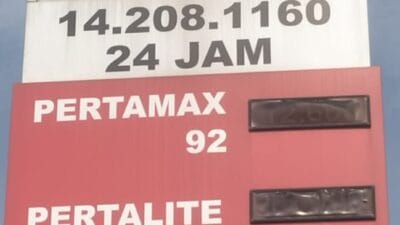 14.208.1160
24 JAM
PERTAMAX
92
PERTALITE